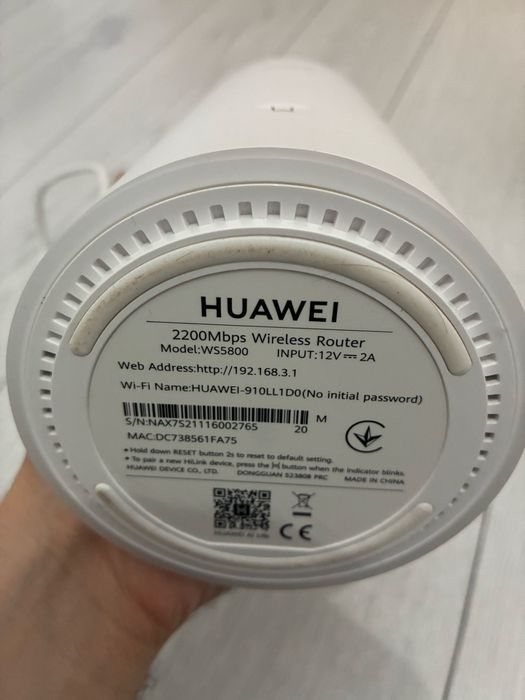 HUAWEI
2200Mbps Wireless Router
Model:WS5800 INPUT:12V⎓2A
Web Address:http://192.168.3.1
Wi-Fi Name:HUAWEI-910LL1D0(No initial password)
M
S/N:NAX7S21116002765 20
MAC:DC738561FA75
• Hold down RESET button 2s to reset to default setting.
• To pair a new HiLink device, press the H button when the indicator blinks.
HUAWEI DEVICE CO., LTD. DONGGUAN 523808 PRC MADE IN CHINA
HUAWEI AI Life
CE